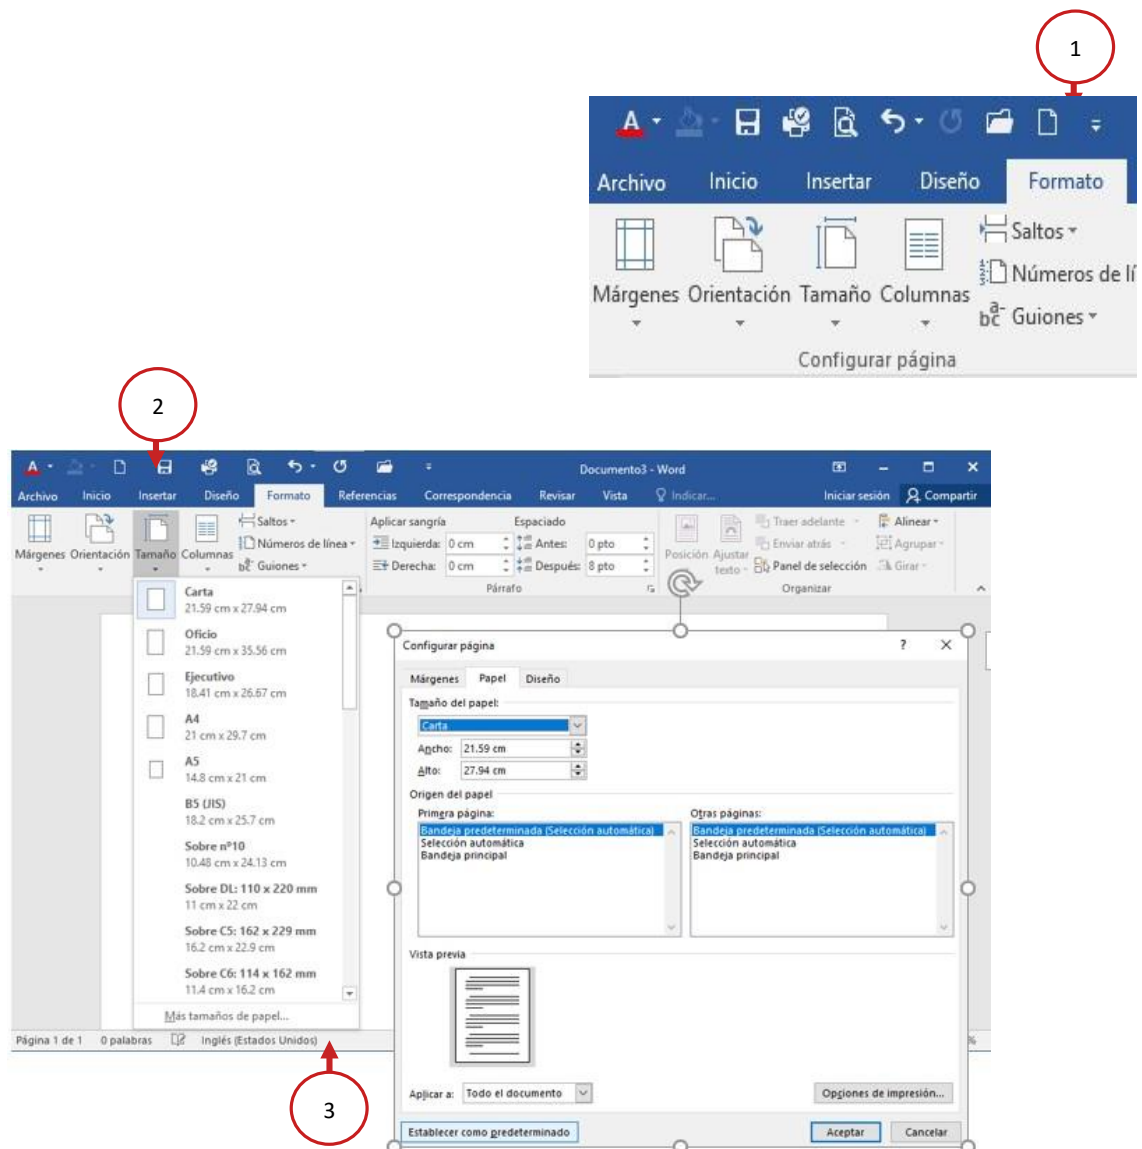 1
A
Archivo Inicio Insertar Diseño Formato
Saltos
Números de lí
Márgenes Orientación Tamaño Columnas
Guiones
Configurar página
2
A
Documento3 - Word
Archivo Inicio Insertar Diseño Formato Referencias Correspondencia Revisar Vista Indicar... Iniciar sesión Compartir
Saltos Aplicar sangría Espaciado Traer adelante Alinear
Números de línea Izquierda: 0 cm Antes: 0 pto Enviar atrás Agrupar
Márgenes Orientación Tamaño Columnas Posición Ajustar texto
Guiones Derecha: 0 cm Después: 8 pto Panel de selección Girar
Párrafo Organizar
Carta
21.59 cm x 27.94 cm
Oficio
21.59 cm x 35.56 cm
Ejecutivo
18.41 cm x 26.67 cm
A4
21 cm x 29.7 cm
A5
14.8 cm x 21 cm
B5 (JIS)
18.2 cm x 25.7 cm
Sobre nº10
10.48 cm x 24.13 cm
Sobre DL: 110 x 220 mm
11 cm x 22 cm
Sobre C5: 162 x 229 mm
16.2 cm x 22.9 cm
Sobre C6: 114 x 162 mm
11.4 cm x 16.2 cm
Más tamaños de papel...
Configurar página ?
Márgenes Papel Diseño
Tamaño del papel:
Carta
Ancho: 21.59 cm
Alto: 27.94 cm
Origen del papel
Primera página: Otras páginas:
Bandeja predeterminada (Selección automática) Bandeja predeterminada (Selección automática)
Selección automática Selección automática
Bandeja principal Bandeja principal
Vista previa
Aplicar a: Todo el documento Opciones de impresión...
Establecer como predeterminado Aceptar Cancelar
Página 1 de 1 0 palabras Inglés (Estados Unidos) %
3